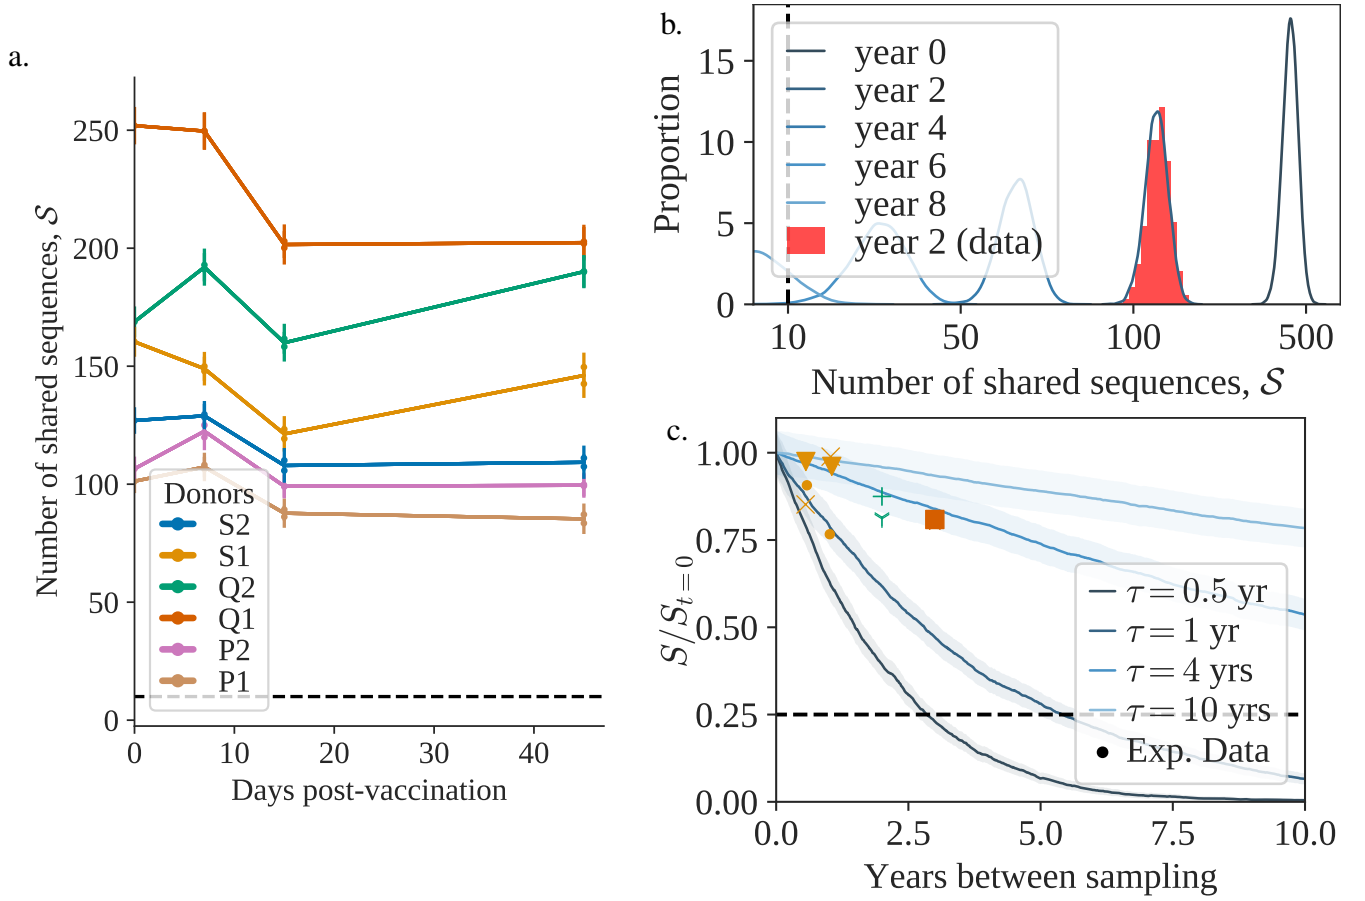 a.
250
200
150
100
50
0
Number of shared sequences, 𝒮
Donors
S2
S1
Q2
Q1
P2
P1
0 10 20 30 40
Days post-vaccination
b.
15
10
5
0
Proportion
year 0
year 2
year 4
year 6
year 8
year 2 (data)
10 50 100 500
Number of shared sequences, 𝒮
c.
1.00
0.75
0.50
0.25
0.00
S/S_{t=0}
τ = 0.5 yr
τ = 1 yr
τ = 4 yrs
τ = 10 yrs
Exp. Data
0.0 2.5 5.0 7.5 10.0
Years between sampling